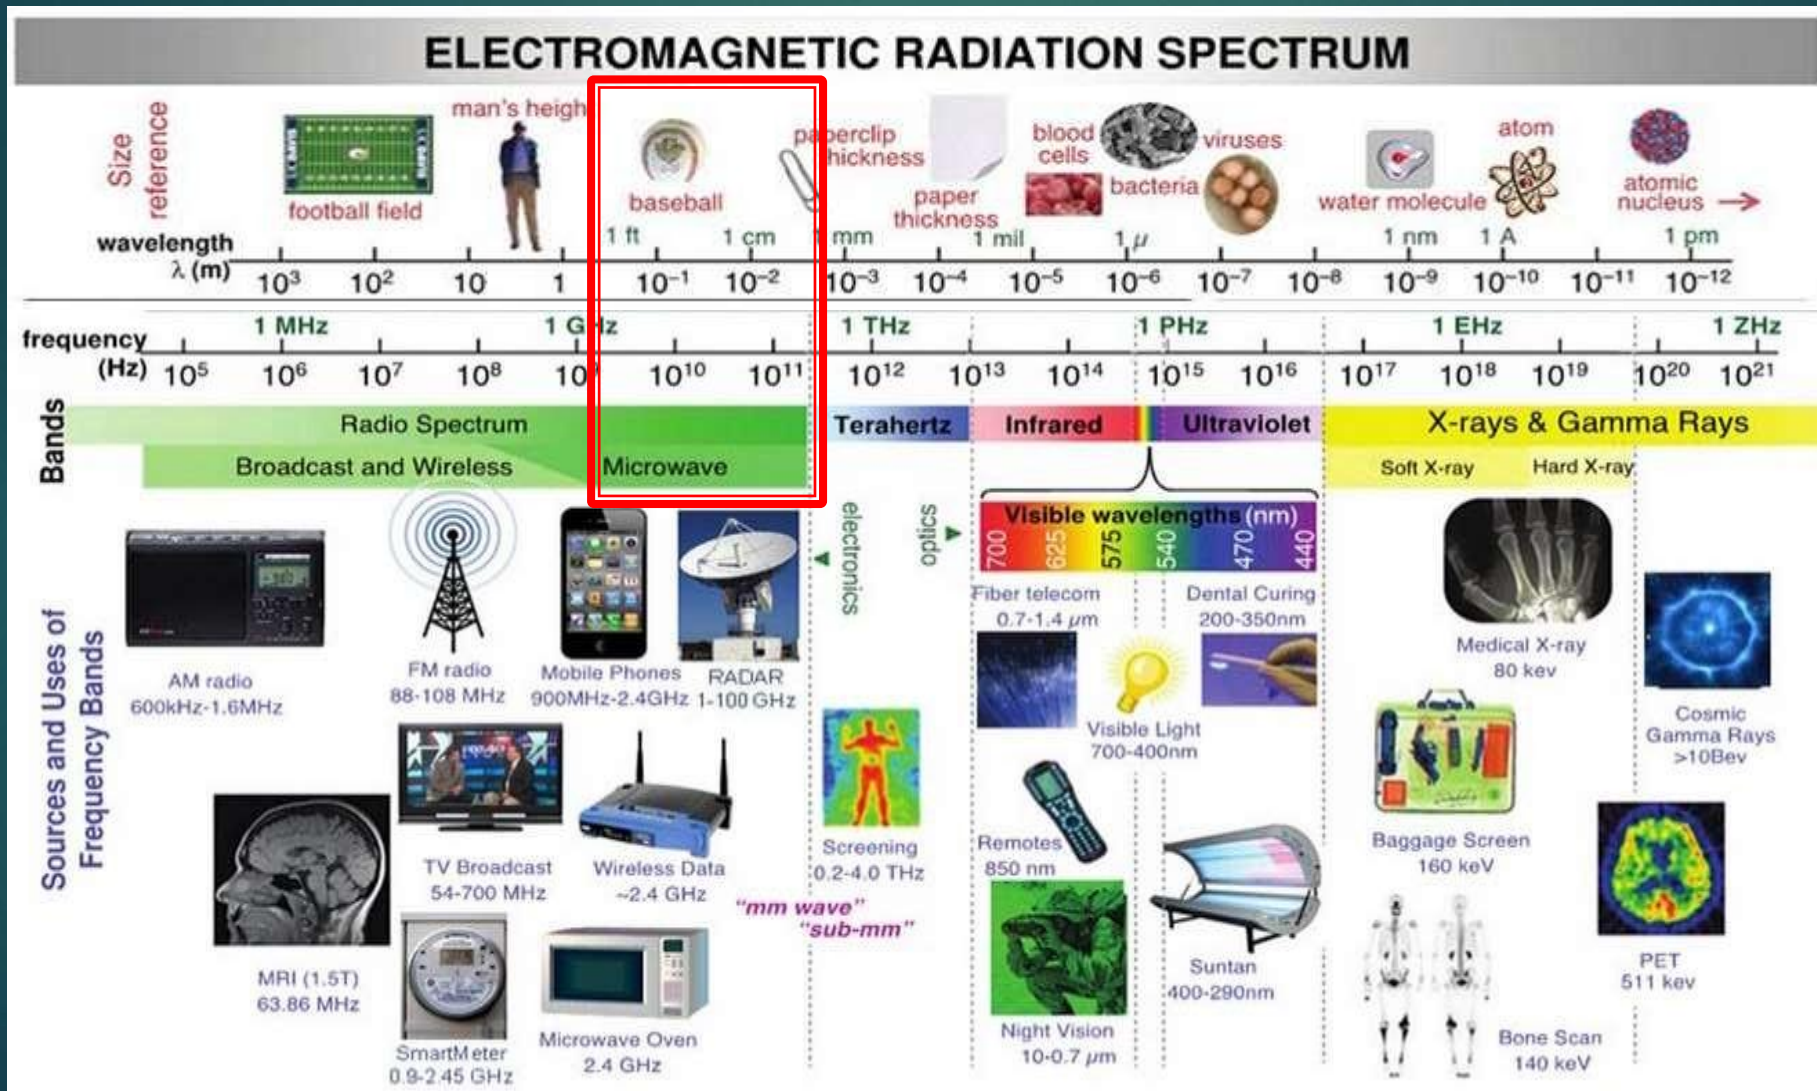 ELECTROMAGNETIC RADIATION SPECTRUM
Size
reference
football field
man's heigh
baseball
paperclip
thickness
paper
thickness
blood
cells
bacteria
viruses
water molecule
atom
atomic
nucleus
wavelength
λ (m)
1 ft
1 cm
1 mm
1 mil
1 μ
1 nm
1 A
1 pm
10³ 10² 10 1 10⁻¹ 10⁻² 10⁻³ 10⁻⁴ 10⁻⁵ 10⁻⁶ 10⁻⁷ 10⁻⁸ 10⁻⁹ 10⁻¹⁰ 10⁻¹¹ 10⁻¹²
frequency
(Hz)
1 MHz
1 GHz
1 THz
1 PHz
1 EHz
1 ZHz
10⁵ 10⁶ 10⁷ 10⁸ 10⁹ 10¹⁰ 10¹¹ 10¹² 10¹³ 10¹⁴ 10¹⁵ 10¹⁶ 10¹⁷ 10¹⁸ 10¹⁹ 10²⁰ 10²¹
Bands
Radio Spectrum
Terahertz
Infrared
Ultraviolet
X-rays & Gamma Rays
Broadcast and Wireless
Microwave
Soft X-ray
Hard X-ray
electronics
optics
Visible wavelengths (nm)
700 625 575 540 470 440
Sources and Uses of
Frequency Bands
AM radio
600kHz-1.6MHz
FM radio
88-108 MHz
Mobile Phones
900MHz-2.4GHz
RADAR
1-100 GHz
Fiber telecom
0.7-1.4 μm
Dental Curing
200-350nm
Visible Light
700-400nm
Medical X-ray
80 kev
Cosmic
Gamma Rays
>10Bev
TV Broadcast
54-700 MHz
Wireless Data
~2.4 GHz
Screening
0.2-4.0 THz
"mm wave"
"sub-mm"
Remotes
850 nm
Baggage Screen
160 keV
MRI (1.5T)
63.86 MHz
SmartMeter
0.9-2.45 GHz
Microwave Oven
2.4 GHz
Night Vision
10-0.7 μm
Suntan
400-290nm
PET
511 kev
Bone Scan
140 keV